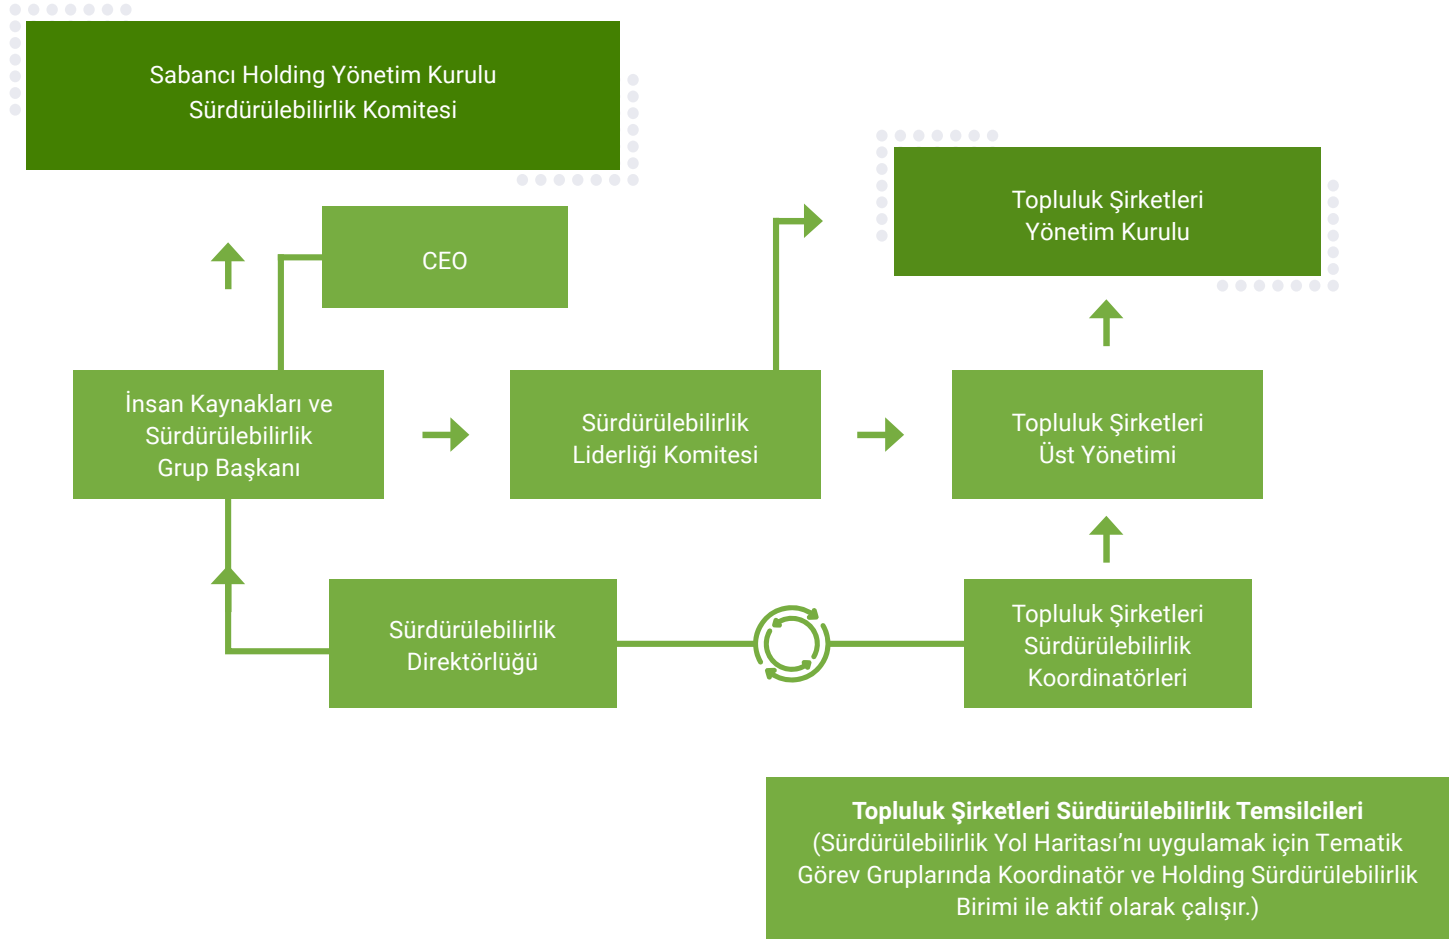 Sabancı Holding Yönetim Kurulu
Sürdürülebilirlik Komitesi
Topluluk Şirketleri
Yönetim Kurulu
CEO
İnsan Kaynakları ve
Sürdürülebilirlik
Grup Başkanı
Sürdürülebilirlik
Liderliği Komitesi
Topluluk Şirketleri
Üst Yönetimi
Sürdürülebilirlik
Direktörlüğü
Topluluk Şirketleri
Sürdürülebilirlik
Koordinatörleri
Topluluk Şirketleri Sürdürülebilirlik Temsilcileri
(Sürdürülebilirlik Yol Haritası’nı uygulamak için Tematik
Görev Gruplarında Koordinatör ve Holding Sürdürülebilirlik
Birimi ile aktif olarak çalışır.)